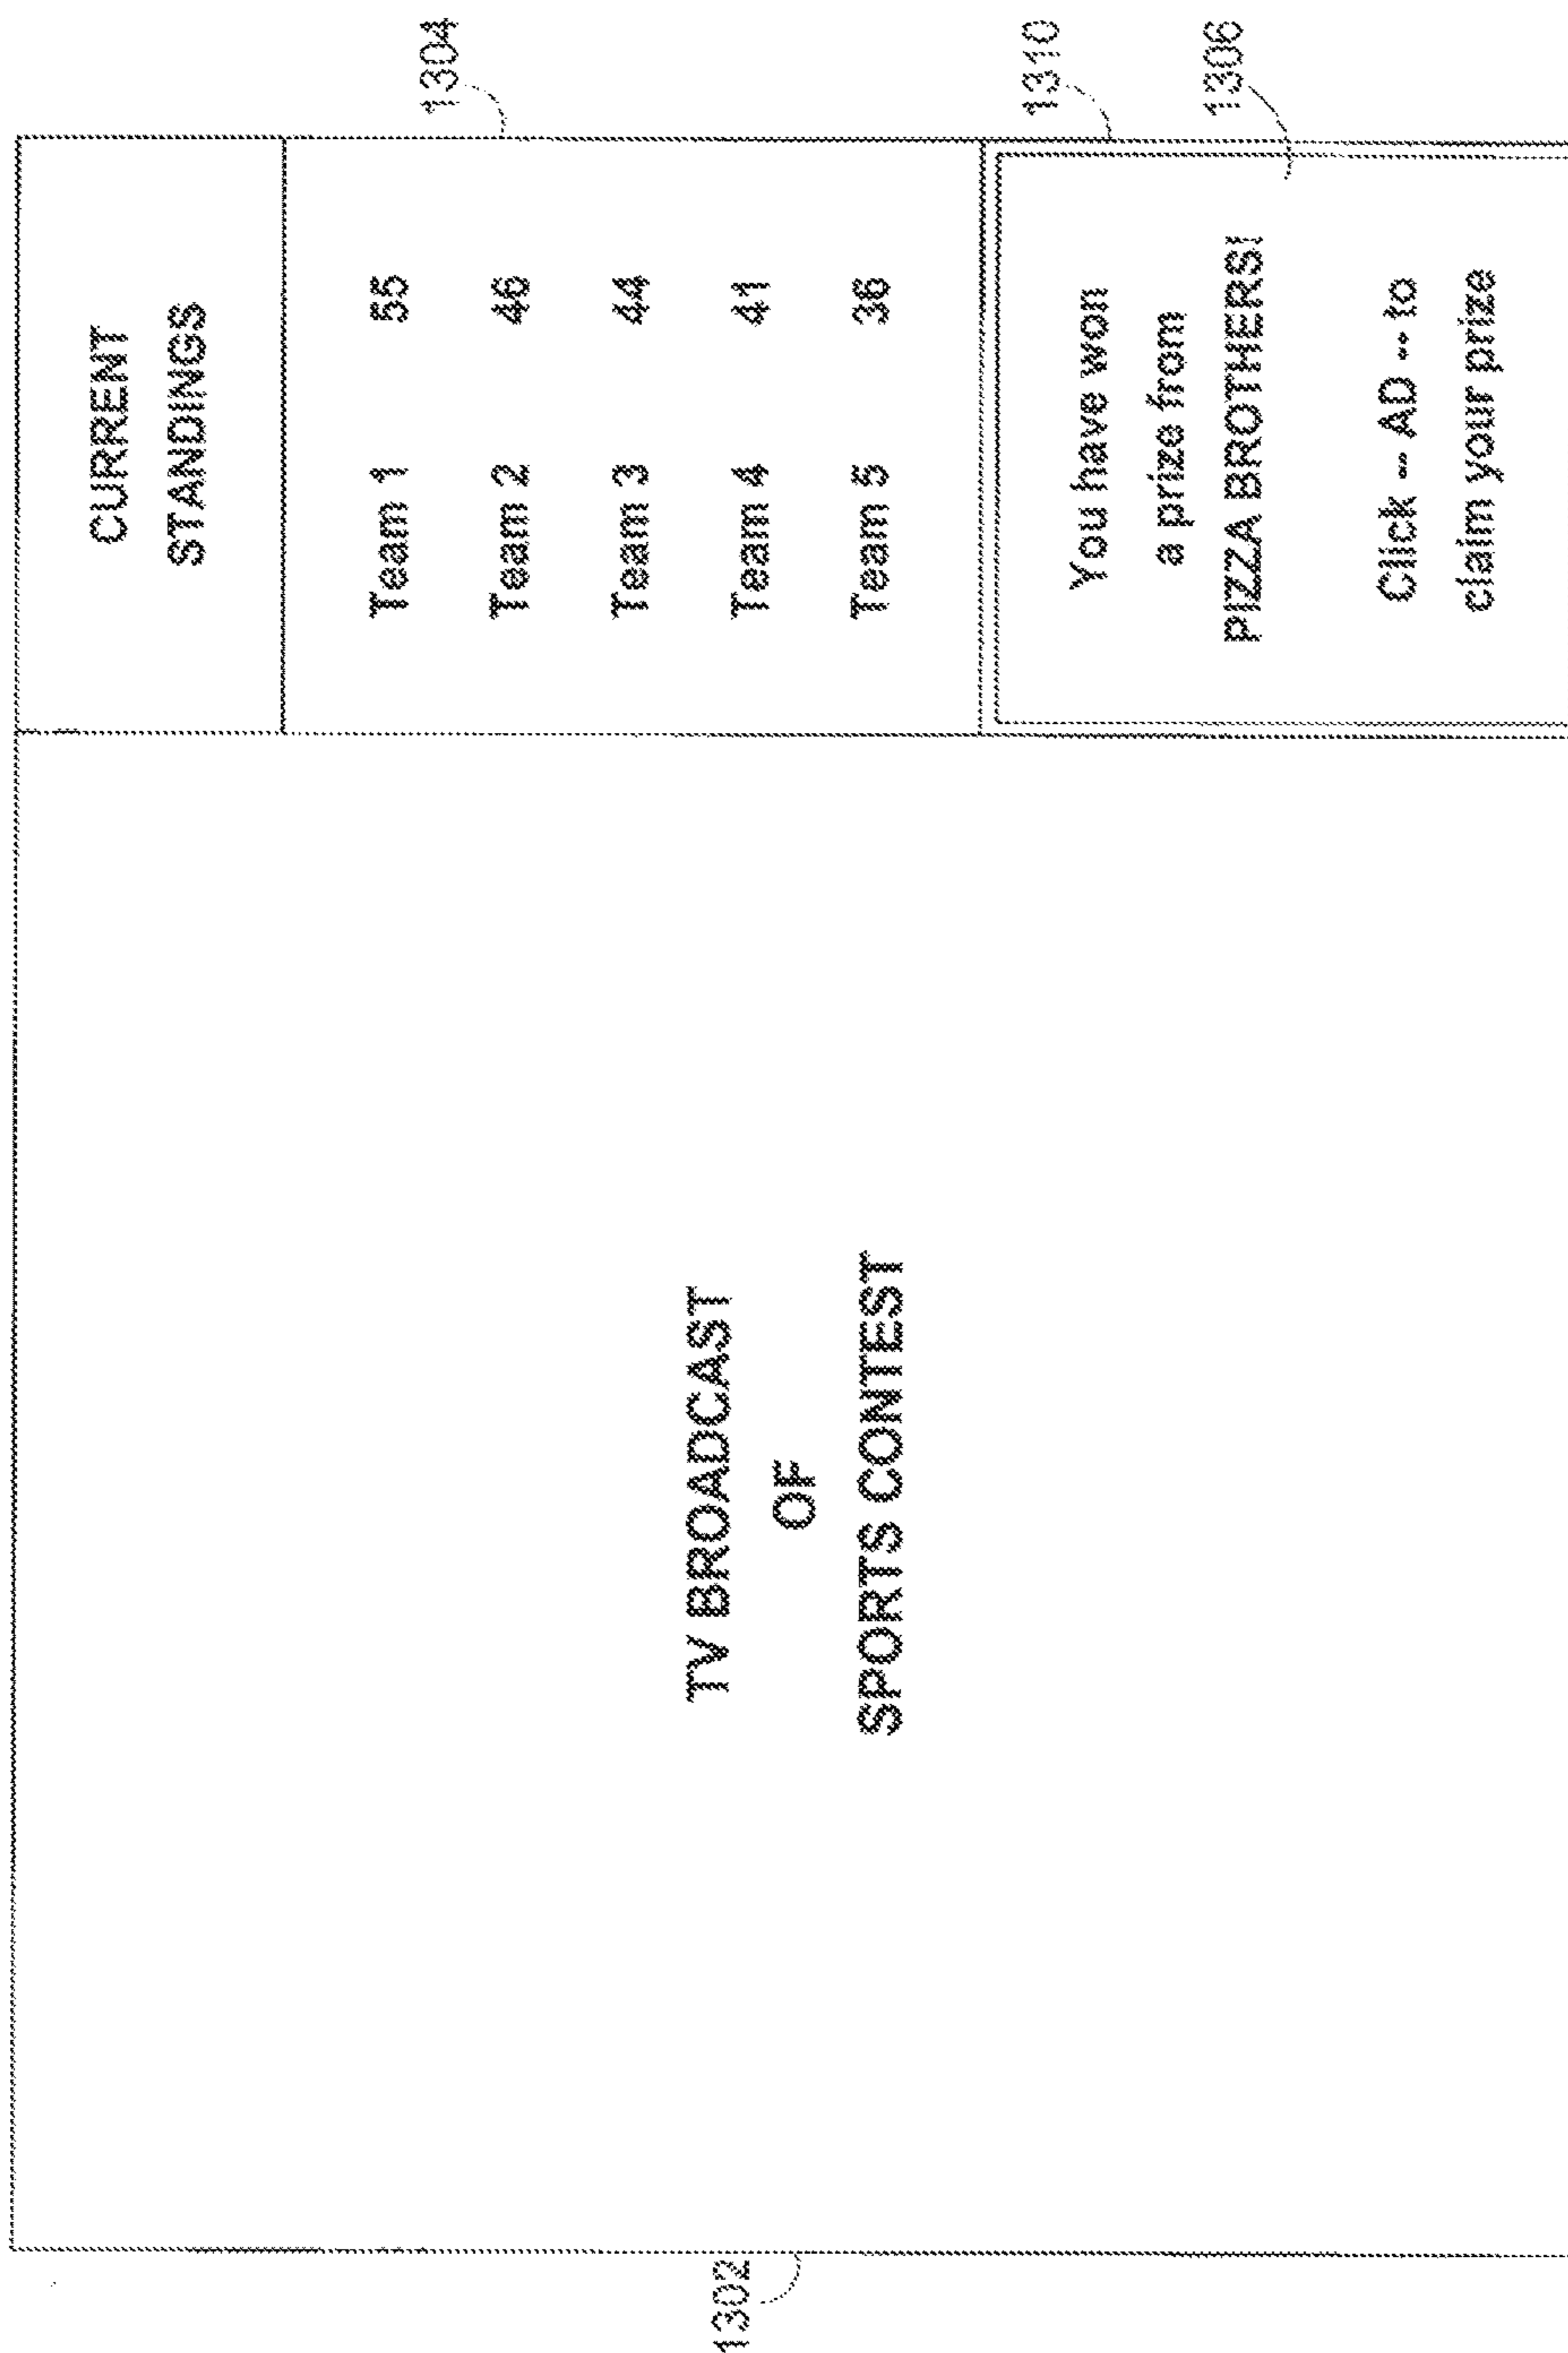 1302
TV BROADCAST
OF
SPORTS CONTEST
CURRENT
STANDINGS
Team 1 55
Team 2 46
Team 3 44
Team 4 41
Team 5 36
1304
You have won
a prize from
PIZZA BROTHERS!
Click -- AD -- to
claim your prize
1310
1306